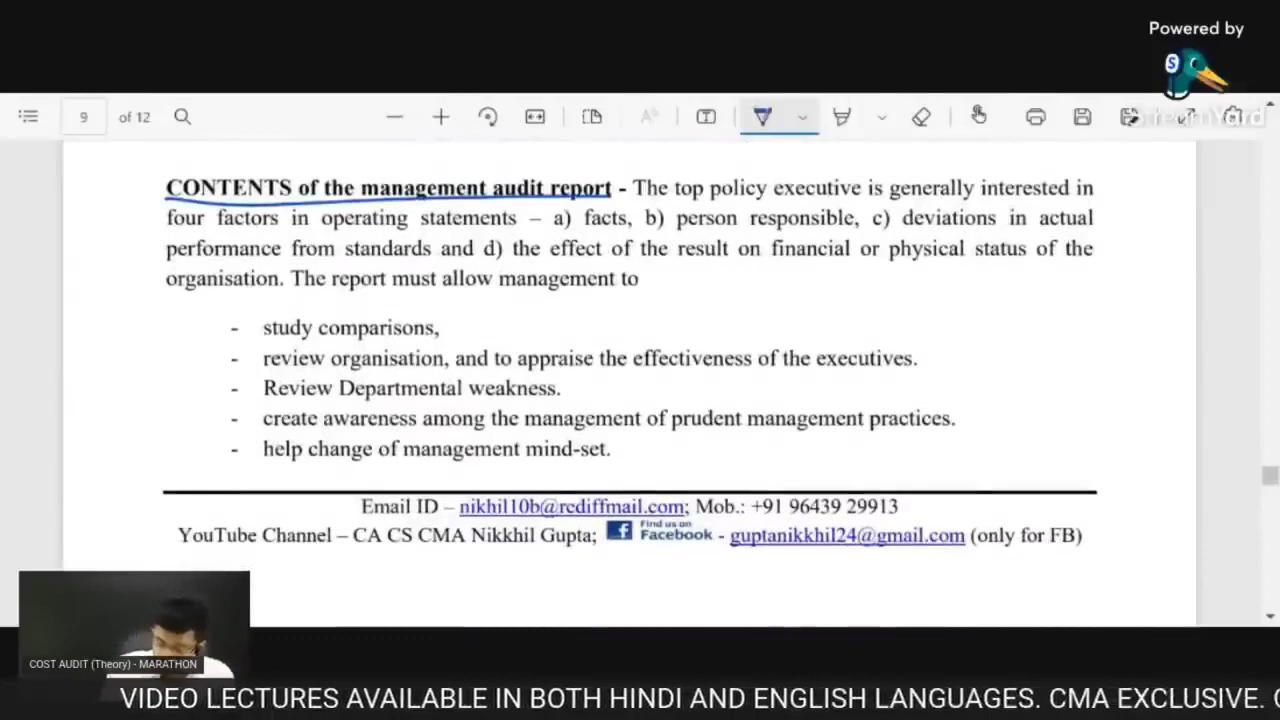 Powered by
S
9 of 12
StreamYard
CONTENTS of the management audit report - The top policy executive is generally interested in
four factors in operating statements – a) facts, b) person responsible, c) deviations in actual
performance from standards and d) the effect of the result on financial or physical status of the
organisation. The report must allow management to
- study comparisons,
- review organisation, and to appraise the effectiveness of the executives.
- Review Departmental weakness.
- create awareness among the management of prudent management practices.
- help change of management mind-set.
Email ID – nikhil10b@rediffmail.com; Mob.: +91 96439 29913
YouTube Channel – CA CS CMA Nikkhil Gupta; f Find us on Facebook - guptanikkhil24@gmail.com (only for FB)
COST AUDIT (Theory) - MARATHON
VIDEO LECTURES AVAILABLE IN BOTH HINDI AND ENGLISH LANGUAGES. CMA EXCLUSIVE.